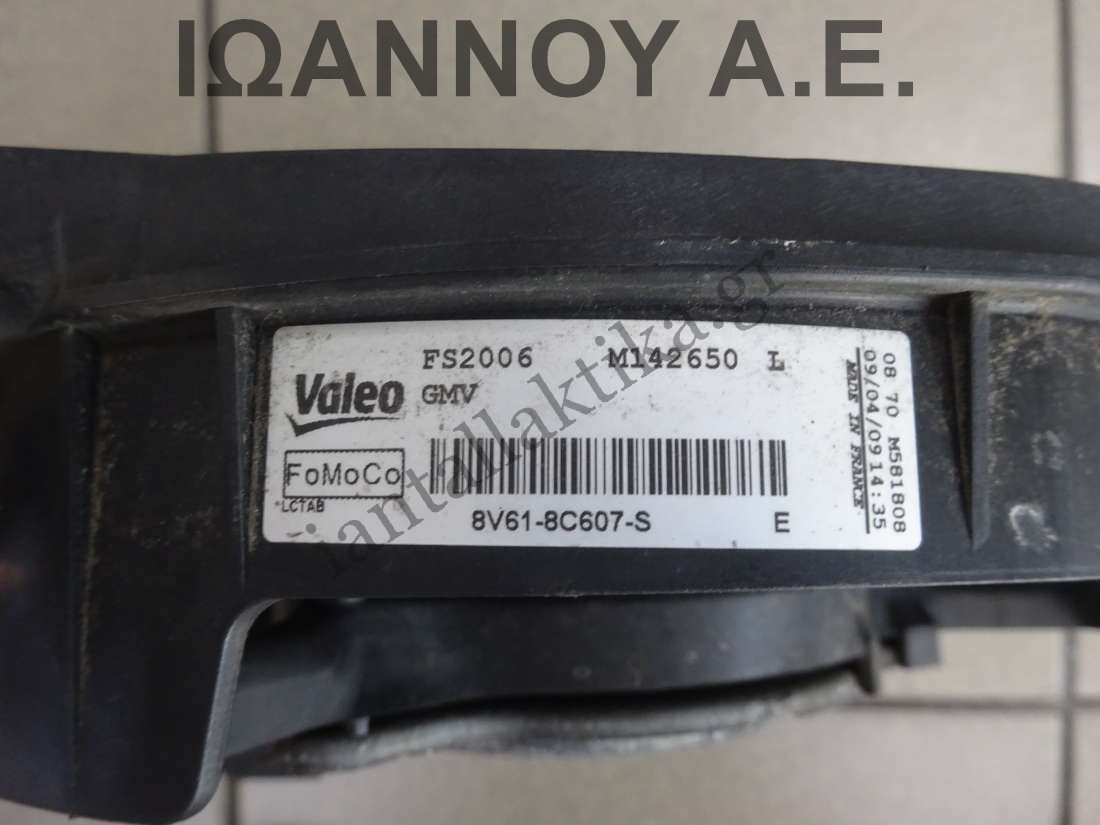 ΙΩΑΝΝΟΥ Α.Ε.
FS2006 M142650 L
Valeo GMV
FoMoCo
*LCTAB
8V61-8C607-S E
08 70 M581808
09/04/09 14:35
MADE IN FRANCE
iantallaktika.gr